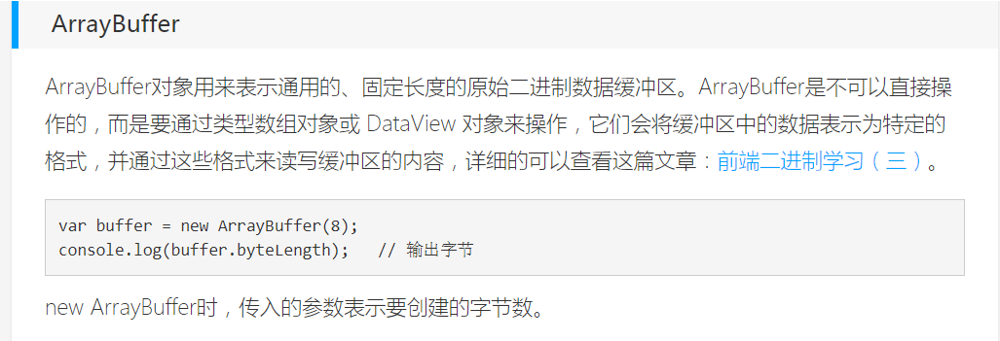 ArrayBuffer
ArrayBuffer对象用来表示通用的、固定长度的原始二进制数据缓冲区。ArrayBuffer是不可以直接操
作的，而是要通过类型数组对象或 DataView 对象来操作，它们会将缓冲区中的数据表示为特定的
格式，并通过这些格式来读写缓冲区的内容，详细的可以查看这篇文章：前端二进制学习（三）。
var buffer = new ArrayBuffer(8);
console.log(buffer.byteLength);   // 输出字节
new ArrayBuffer时，传入的参数表示要创建的字节数。